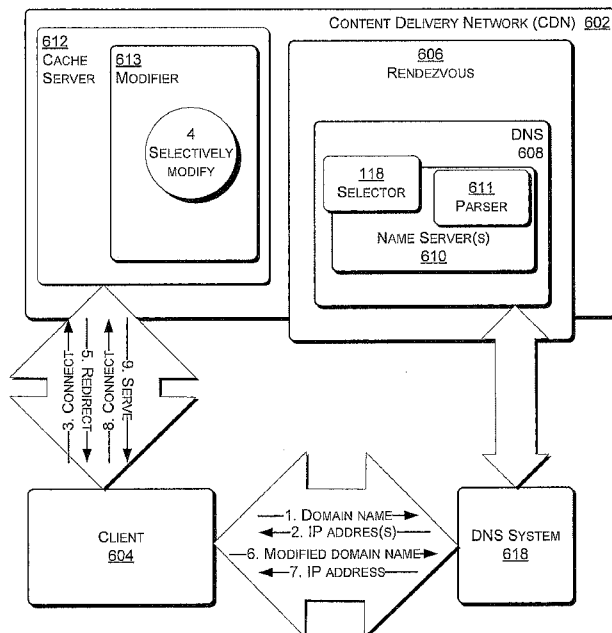 CONTENT DELIVERY NETWORK (CDN) 602
612
CACHE
SERVER
613
MODIFIER
4
SELECTIVELY
MODIFY
606
RENDEZVOUS
DNS
608
118
SELECTOR
611
PARSER
NAME SERVER(S)
610
3. CONNECT
5. REDIRECT
8. CONNECT
9. SERVE
CLIENT
604
1. DOMAIN NAME
2. IP ADDRES(S)
6. MODIFIED DOMAIN NAME
7. IP ADDRESS
DNS SYSTEM
618